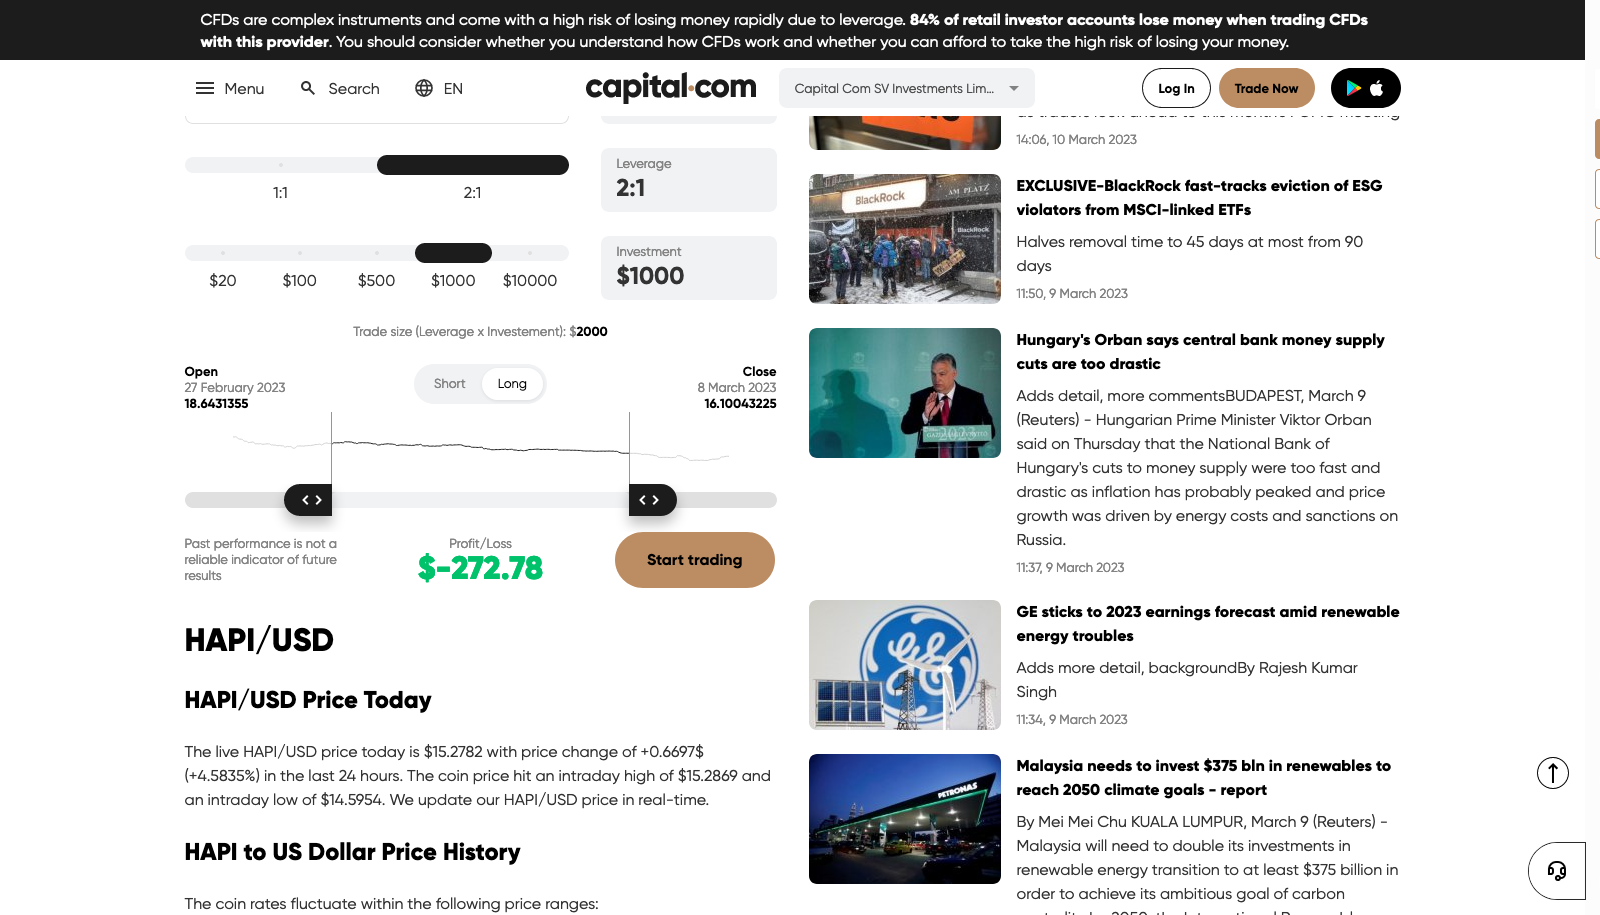 CFDs are complex instruments and come with a high risk of losing money rapidly due to leverage. 84% of retail investor accounts lose money when trading CFDs
with this provider. You should consider whether you understand how CFDs work and whether you can afford to take the high risk of losing your money.
Menu
Search
EN
capital.com
Capital Com SV Investments Lim...
Log In
Trade Now
1:1
2:1
Leverage
2:1
$20
$100
$500
$1000
$10000
Investment
$1000
Trade size (Leverage x Investement): $2000
Open
27 February 2023
18.6431355
Short
Long
Close
8 March 2023
16.10043225
Past performance is not a
reliable indicator of future
results
Profit/Loss
$-272.78
Start trading
HAPI/USD
HAPI/USD Price Today
The live HAPI/USD price today is $15.2782 with price change of +0.6697$
(+4.5835%) in the last 24 hours. The coin price hit an intraday high of $15.2869 and
an intraday low of $14.5954. We update our HAPI/USD price in real-time.
HAPI to US Dollar Price History
The coin rates fluctuate within the following price ranges:
14:06, 10 March 2023
BlackRock
AM PLATZ
BlackRock
EXCLUSIVE-BlackRock fast-tracks eviction of ESG
violators from MSCI-linked ETFs
Halves removal time to 45 days at most from 90
days
11:50, 9 March 2023
Hungary's Orban says central bank money supply
cuts are too drastic
Adds detail, more commentsBUDAPEST, March 9
(Reuters) - Hungarian Prime Minister Viktor Orban
said on Thursday that the National Bank of
Hungary's cuts to money supply were too fast and
drastic as inflation has probably peaked and price
growth was driven by energy costs and sanctions on
Russia.
11:37, 9 March 2023
GE sticks to 2023 earnings forecast amid renewable
energy troubles
Adds more detail, backgroundBy Rajesh Kumar
Singh
11:34, 9 March 2023
PETRONAS
Malaysia needs to invest $375 bln in renewables to
reach 2050 climate goals - report
By Mei Mei Chu KUALA LUMPUR, March 9 (Reuters) -
Malaysia will need to double its investments in
renewable energy transition to at least $375 billion in
order to achieve its ambitious goal of carbon